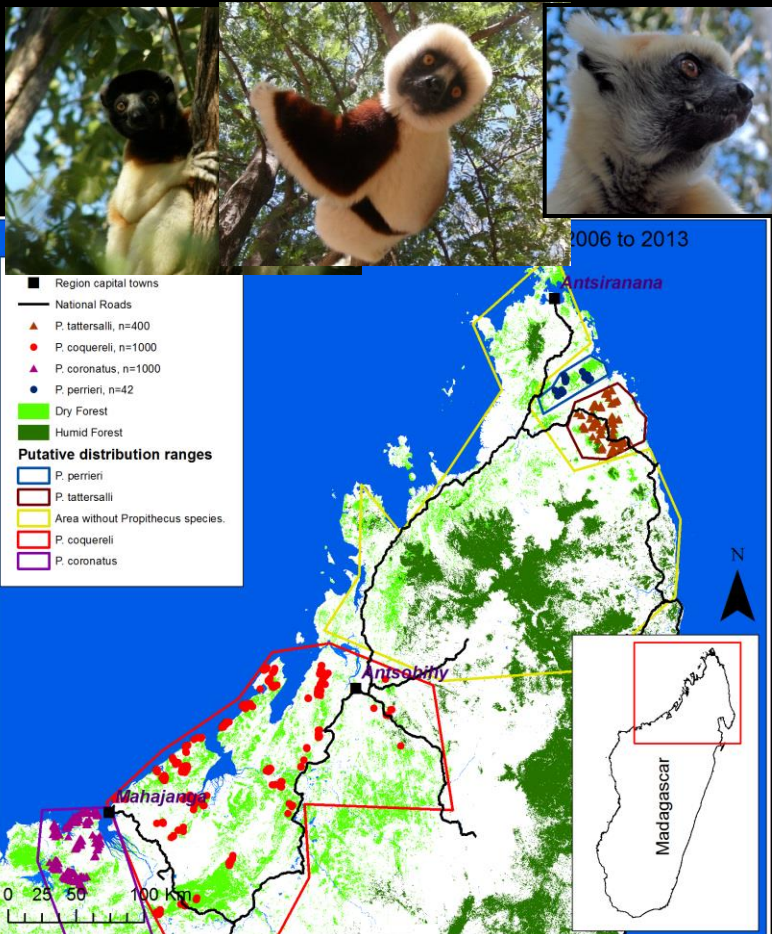 2006 to 2013
Region capital towns
National Roads
P. tattersalli, n=400
P. coquereli, n=1000
P. coronatus, n=1000
P. perrieri, n=42
Dry Forest
Humid Forest
Putative distribution ranges
P. perrieri
P. tattersalli
Area without Propithecus species.
P. coquereli
P. coronatus
Antsiranana
N
Antsohihy
Mahajanga
Madagascar
0 25 50 100 Km